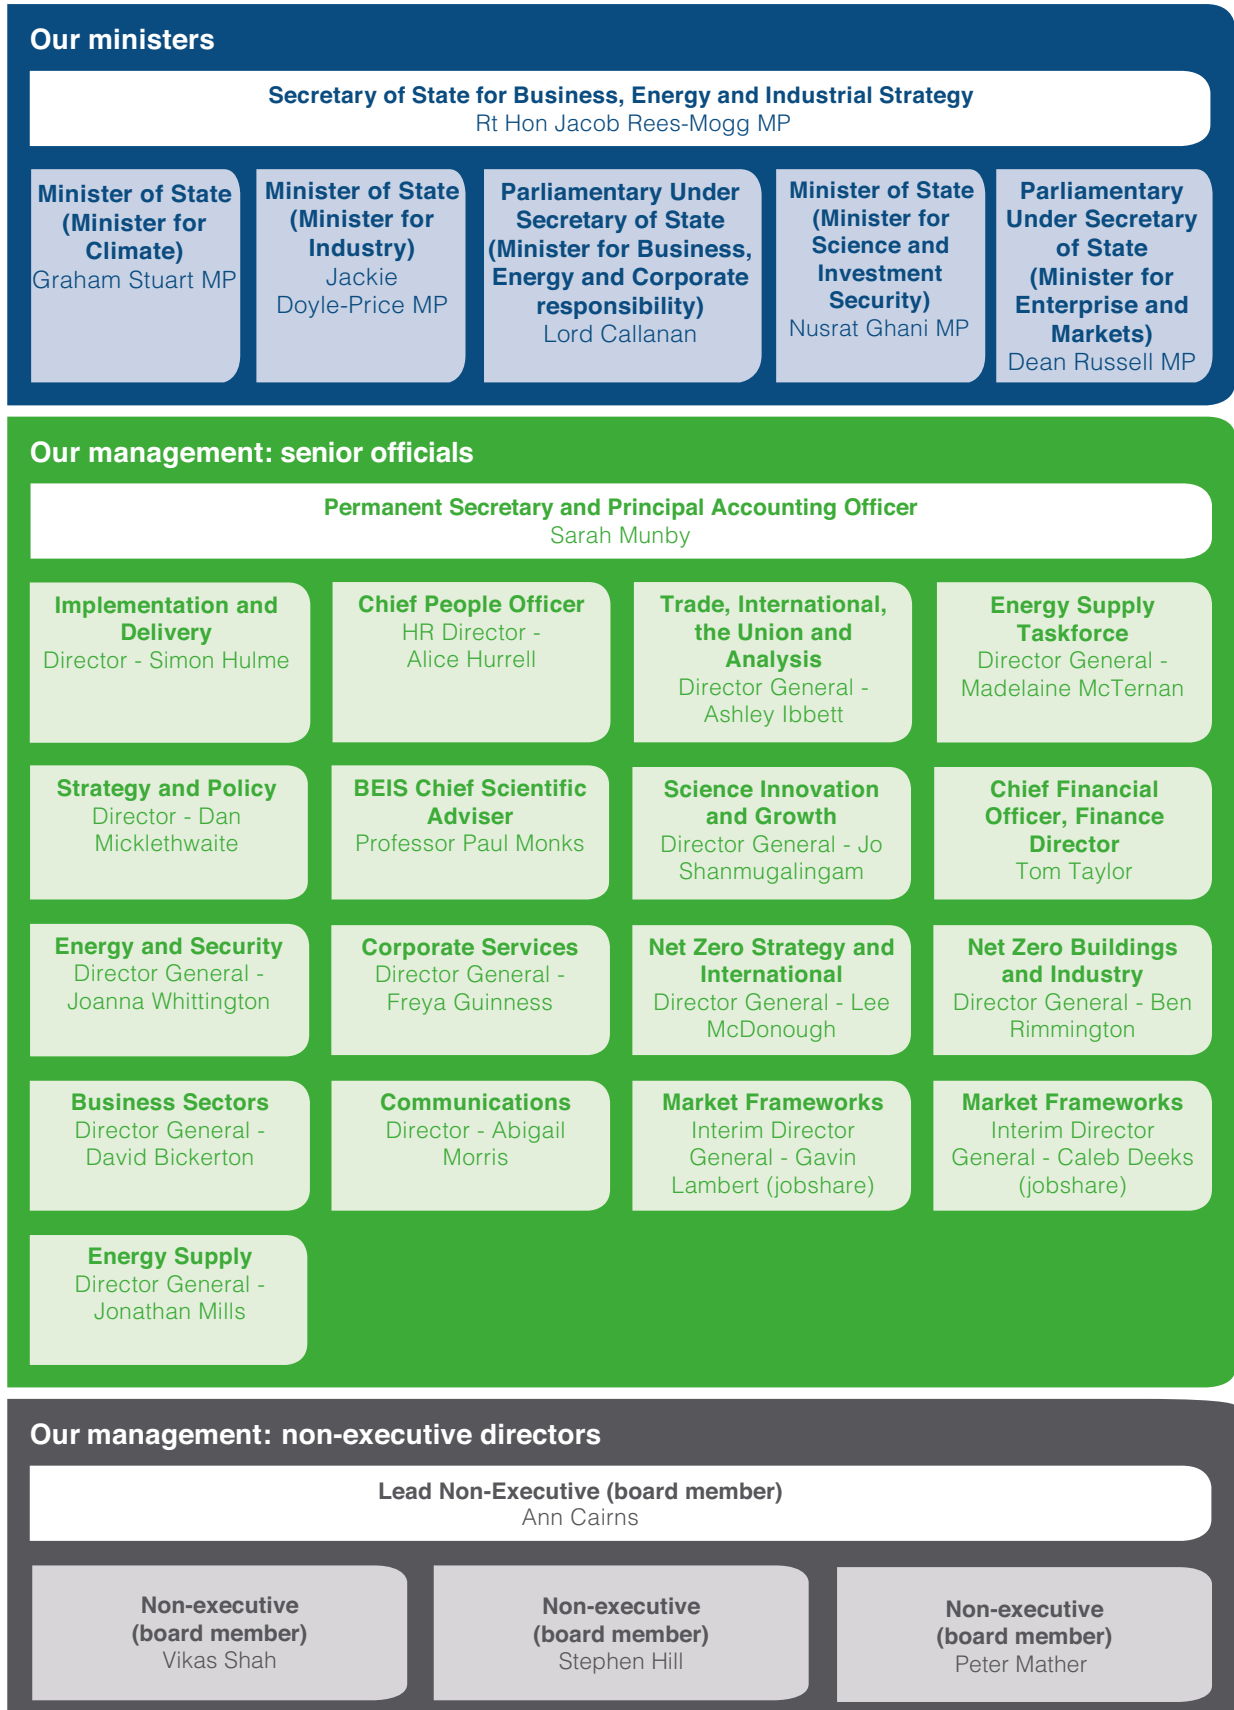 Our ministers
Secretary of State for Business, Energy and Industrial Strategy
Rt Hon Jacob Rees-Mogg MP
Minister of State
(Minister for
Climate)
Graham Stuart MP
Minister of State
(Minister for
Industry)
Jackie
Doyle-Price MP
Parliamentary Under
Secretary of State
(Minister for Business,
Energy and Corporate
responsibility)
Lord Callanan
Minister of State
(Minister for
Science and
Investment
Security)
Nusrat Ghani MP
Parliamentary
Under Secretary
of State
(Minister for
Enterprise and
Markets)
Dean Russell MP
Our management: senior officials
Permanent Secretary and Principal Accounting Officer
Sarah Munby
Implementation and
Delivery
Director - Simon Hulme
Chief People Officer
HR Director -
Alice Hurrell
Trade, International,
the Union and
Analysis
Director General -
Ashley Ibbett
Energy Supply
Taskforce
Director General -
Madelaine McTernan
Strategy and Policy
Director - Dan
Micklethwaite
BEIS Chief Scientific
Adviser
Professor Paul Monks
Science Innovation
and Growth
Director General - Jo
Shanmugalingam
Chief Financial
Officer, Finance
Director
Tom Taylor
Energy and Security
Director General -
Joanna Whittington
Corporate Services
Director General -
Freya Guinness
Net Zero Strategy and
International
Director General - Lee
McDonough
Net Zero Buildings
and Industry
Director General - Ben
Rimmington
Business Sectors
Director General -
David Bickerton
Communications
Director - Abigail
Morris
Market Frameworks
Interim Director
General - Gavin
Lambert (jobshare)
Market Frameworks
Interim Director
General - Caleb Deeks
(jobshare)
Energy Supply
Director General -
Jonathan Mills
Our management: non-executive directors
Lead Non-Executive (board member)
Ann Cairns
Non-executive
(board member)
Vikas Shah
Non-executive
(board member)
Stephen Hill
Non-executive
(board member)
Peter Mather